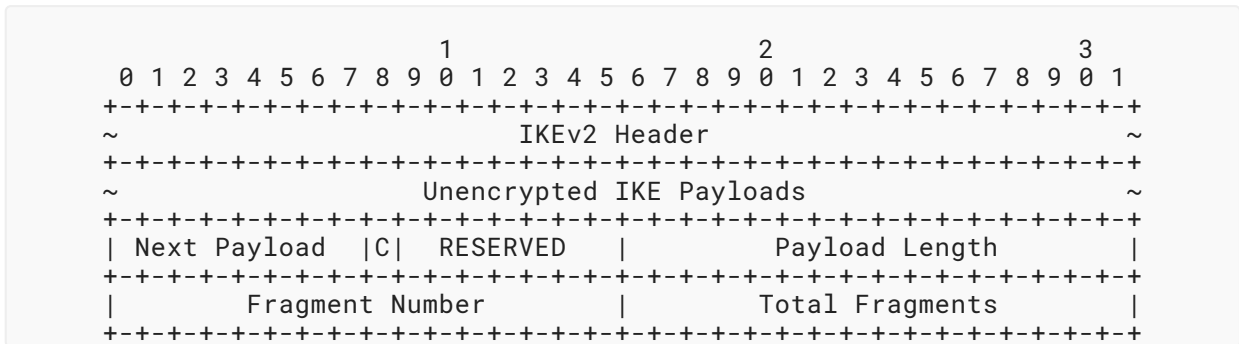 1                   2                   3
 0 1 2 3 4 5 6 7 8 9 0 1 2 3 4 5 6 7 8 9 0 1 2 3 4 5 6 7 8 9 0 1
+-+-+-+-+-+-+-+-+-+-+-+-+-+-+-+-+-+-+-+-+-+-+-+-+-+-+-+-+-+-+-+-+
~                         IKEv2 Header                          ~
+-+-+-+-+-+-+-+-+-+-+-+-+-+-+-+-+-+-+-+-+-+-+-+-+-+-+-+-+-+-+-+-+
~                   Unencrypted IKE Payloads                    ~
+-+-+-+-+-+-+-+-+-+-+-+-+-+-+-+-+-+-+-+-+-+-+-+-+-+-+-+-+-+-+-+-+
| Next Payload  |C|  RESERVED   |         Payload Length        |
+-+-+-+-+-+-+-+-+-+-+-+-+-+-+-+-+-+-+-+-+-+-+-+-+-+-+-+-+-+-+-+-+
|        Fragment Number        |        Total Fragments        |
+-+-+-+-+-+-+-+-+-+-+-+-+-+-+-+-+-+-+-+-+-+-+-+-+-+-+-+-+-+-+-+-+